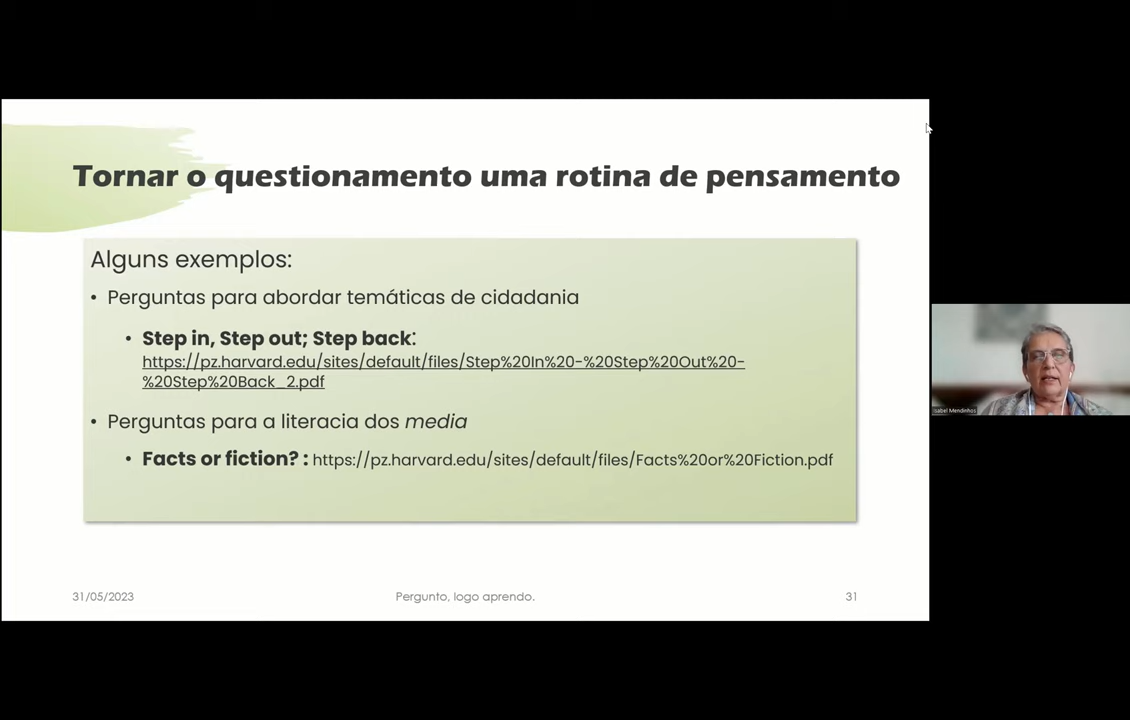 Tornar o questionamento uma rotina de pensamento
Alguns exemplos:
• Perguntas para abordar temáticas de cidadania
• Step in, Step out; Step back:
https://pz.harvard.edu/sites/default/files/Step%20In%20-%20Step%20Out%20-
%20Step%20Back_2.pdf
• Perguntas para a literacia dos media
• Facts or fiction? : https://pz.harvard.edu/sites/default/files/Facts%20or%20Fiction.pdf
Isabel Mendinhos
31/05/2023
Pergunto, logo aprendo.
31